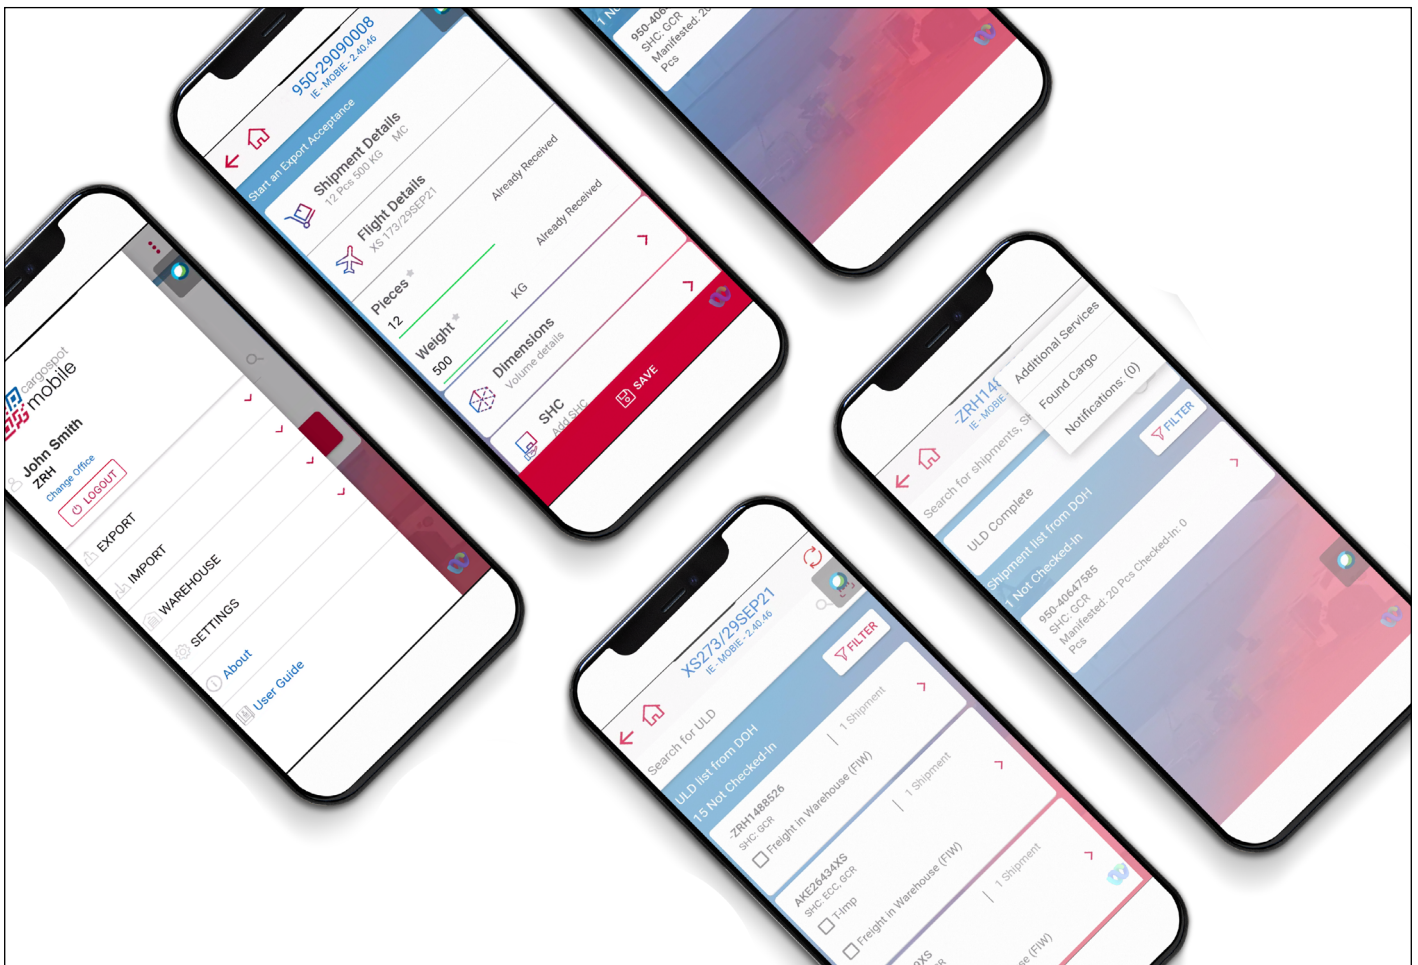 cargospot
mobile
John Smith
ZRH
Change Office
LOGOUT
EXPORT
IMPORT
WAREHOUSE
SETTINGS
About
User Guide
950-29090008
IE - MOBIE - 2.40.46
Start an Export Acceptance
Shipment Details
12 Pcs 500 KG MC
Flight Details
XS 173/29SEP21
Pieces *
Already Received
12
Weight *
Already Received
500
KG
Dimensions
Volume details
SHC
Add SHC
SAVE
1 No
950-406
SHC: GCR
Manifested: 20
Pcs
XS273/29SEP21
IE - MOBIE - 2.40.46
Search for ULD
FILTER
ULD list from DOH
15 Not Checked-In
-ZRH1488526
| 1 Shipment
SHC: GCR
Freight in Warehouse (FIW)
AKE26434XS
| 1 Shipment
SHC: ECC, GCR
T-Imp
Freight in Warehouse (FIW)
XS
| 1 Shipment
GCR
se (FIW)
-ZRH148
IE - MOBIE
Additional Services
Found Cargo
Notifications: (0)
Search for shipments, S
ULD Complete
FILTER
Shipment list from DOH
1 Not Checked-In
950-40647585
SHC: GCR
Manifested: 20 Pcs Checked-In: 0
Pcs